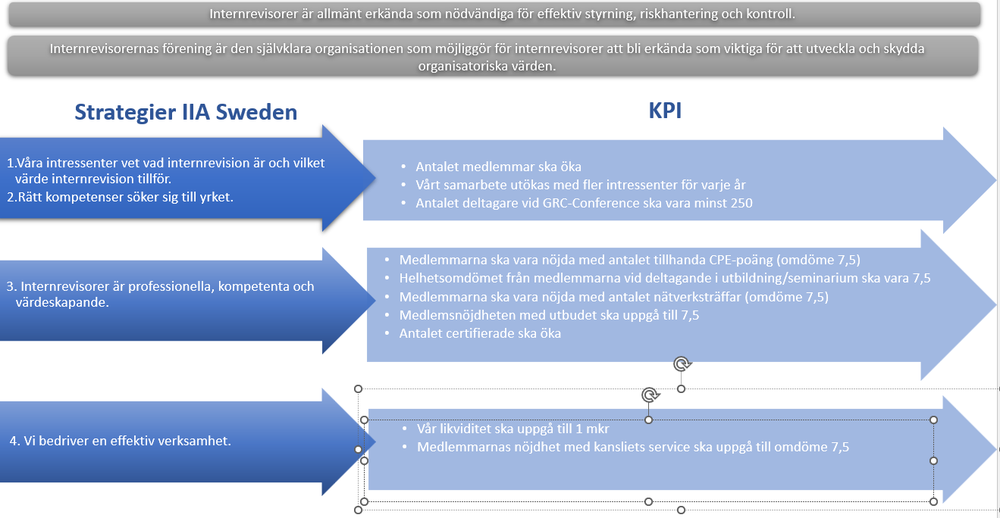 Internrevisorer är allmänt erkända som nödvändiga för effektiv styrning, riskhantering och kontroll.
Internrevisorernas förening är den självklara organisationen som möjliggör för internrevisorer att bli erkända som viktiga för att utveckla och skydda
organisatoriska värden.
Strategier IIA Sweden
KPI
1.Våra intressenter vet vad internrevision är och vilket
värde internrevision tillför.
2.Rätt kompetenser söker sig till yrket.
• Antalet medlemmar ska öka
• Vårt samarbete utökas med fler intressenter för varje år
• Antalet deltagare vid GRC-Conference ska vara minst 250
3. Internrevisorer är professionella, kompetenta och
värdeskapande.
• Medlemmarna ska vara nöjda med antalet tillhanda CPE-poäng (omdöme 7,5)
• Helhetsomdömet från medlemmarna vid deltagande i utbildning/seminarium ska vara 7,5
• Medlemmarna ska vara nöjda med antalet nätverksträffar (omdöme 7,5)
• Medlemsnöjdheten med utbudet ska uppgå till 7,5
• Antalet certifierade ska öka
4. Vi bedriver en effektiv verksamhet.
• Vår likviditet ska uppgå till 1 mkr
• Medlemmarnas nöjdhet med kansliets service ska uppgå till omdöme 7,5